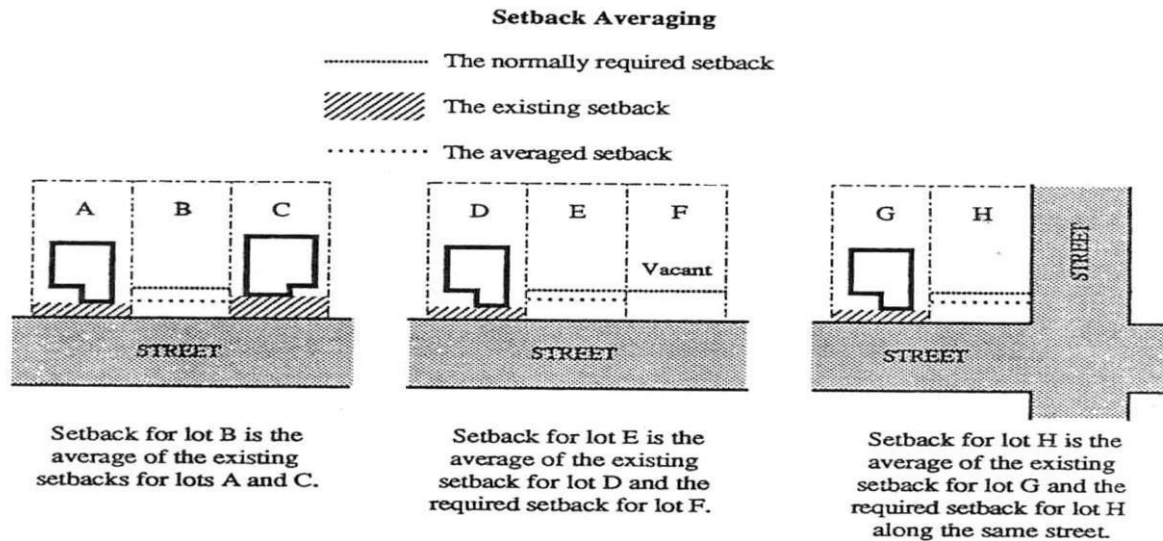 Setback Averaging
The normally required setback
The existing setback
The averaged setback
A B C
STREET
Setback for lot B is the
average of the existing
setbacks for lots A and C.
D E F
Vacant
STREET
Setback for lot E is the
average of the existing
setback for lot D and the
required setback for lot F.
G H
STREET
STREET
Setback for lot H is the
average of the existing
setback for lot G and the
required setback for lot H
along the same street.